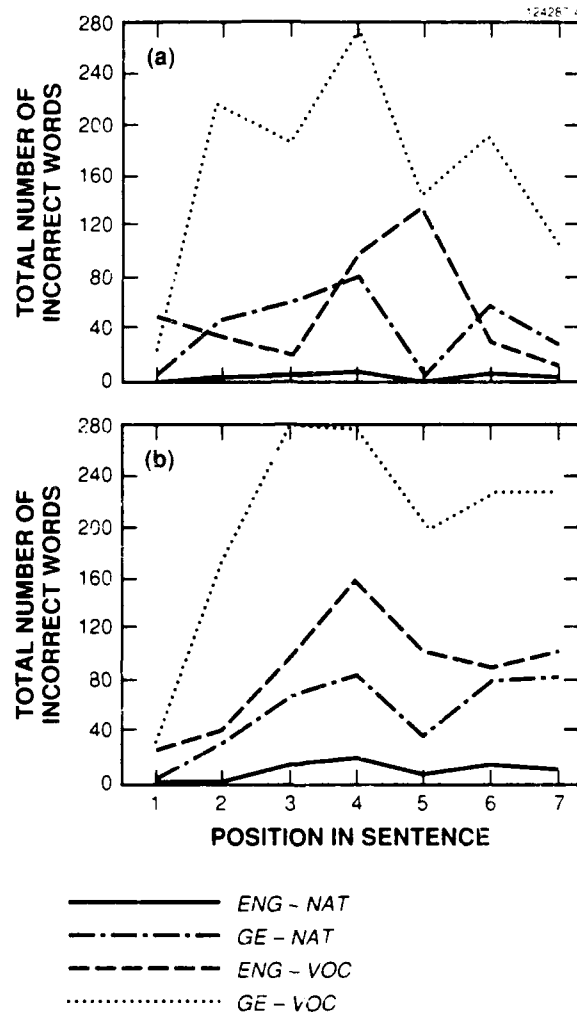 (a)
TOTAL NUMBER OF
INCORRECT WORDS
280
240
280
200
160
120
80
40
0
(b)
TOTAL NUMBER OF
INCORRECT WORDS
280
240
290
160
120
80
40
0
1 2 3 4 5 6 7
POSITION IN SENTENCE
ENG – NAT
GE – NAT
ENG – VOC
GE – VOC